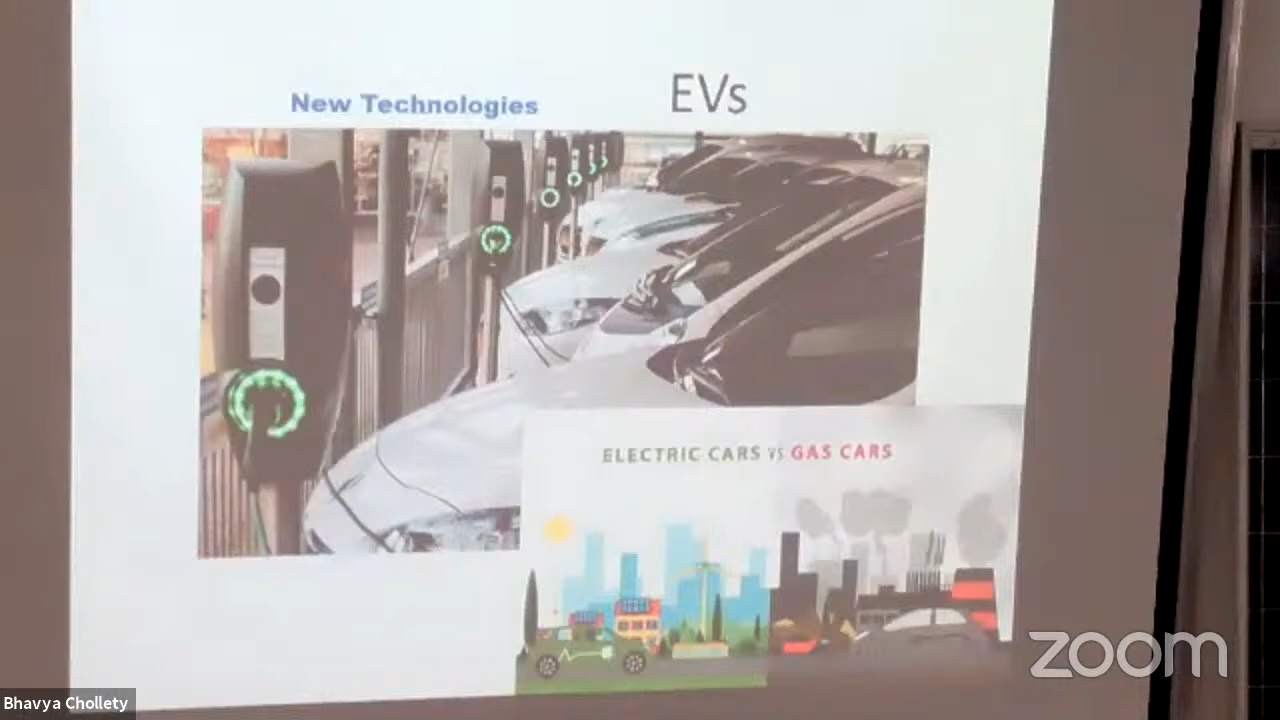 New Technologies
EVs
ELECTRIC CARS VS GAS CARS
zoom
Bhavya Chollety